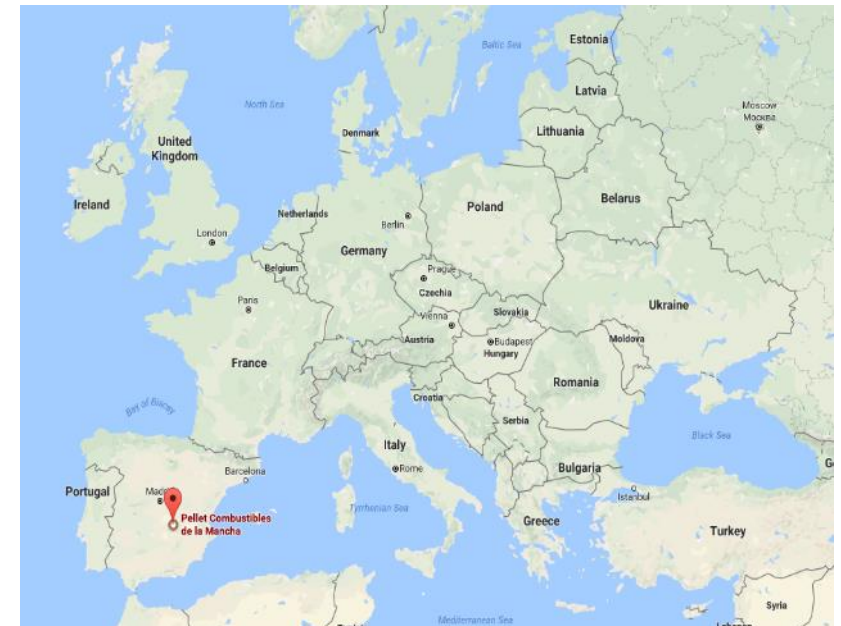 Baltic Sea
Estonia
Latvia
North Sea
Moscow
Москва
Denmark
Lithuania
United
Kingdom
Ireland
Belarus
Poland
Netherlands
Berlin
London
Germany
Belgium
Prague
Czechia
Paris
Ukraine
Slovakia
Vienna
Austria
Budapest
Hungary
Moldova
France
Romania
Croatia
Bay of Biscay
Serbia
Black Sea
Italy
Rome
Bulgaria
Barcelona
Portugal
Istanbul
Tyrrhenian Sea
Pellet Combustibles
de la Mancha
Greece
Turkey
Syria
Mediterranean Sea